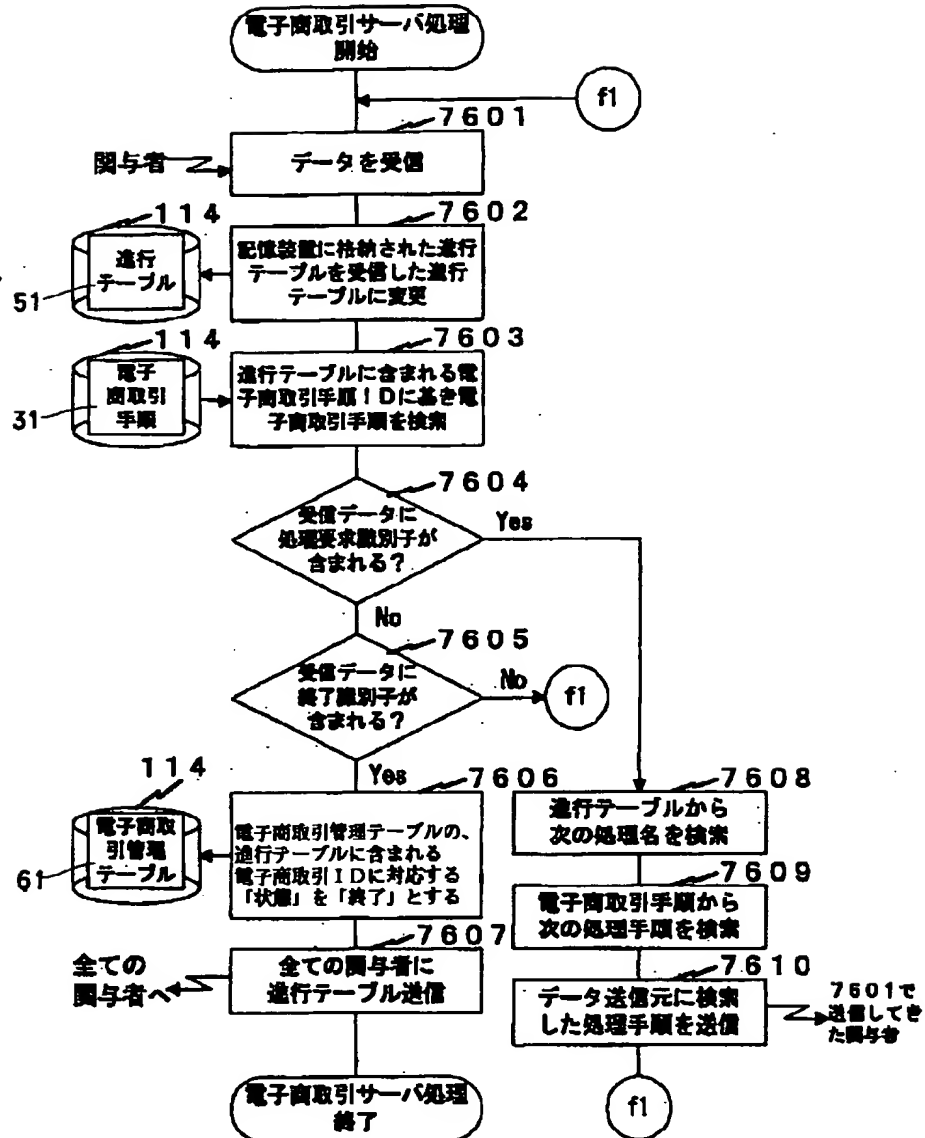 電子商取引サーバ処理
開始
f1
7601
関与者
データを受信
7602
114
進行
テーブル
51
記憶装置に格納された進行
テーブルを受信した進行
テーブルに変更
7603
114
電子
商取引
手順
31
進行テーブルに含まれる電
子商取引手順IDに基き電
子商取引手順を検索
7604
受信データに
処理要求識別子が
含まれる?
Yes
No
7605
受信データに
終了識別子が
含まれる?
No
f1
Yes
114
7606
電子商取
引管理
テーブル
61
電子商取引管理テーブルの、
進行テーブルに含まれる
電子商取引IDに対応する
「状態」を「終了」とする
7608
進行テーブルから
次の処理名を検索
7609
電子商取引手順から
次の処理手順を検索
7607
全ての
関与者へ
全ての関与者に
進行テーブル送信
7610
データ送信元に検索
した処理手順を送信
7601で
送信してき
た関与者
電子商取引サーバ処理
終了
f1